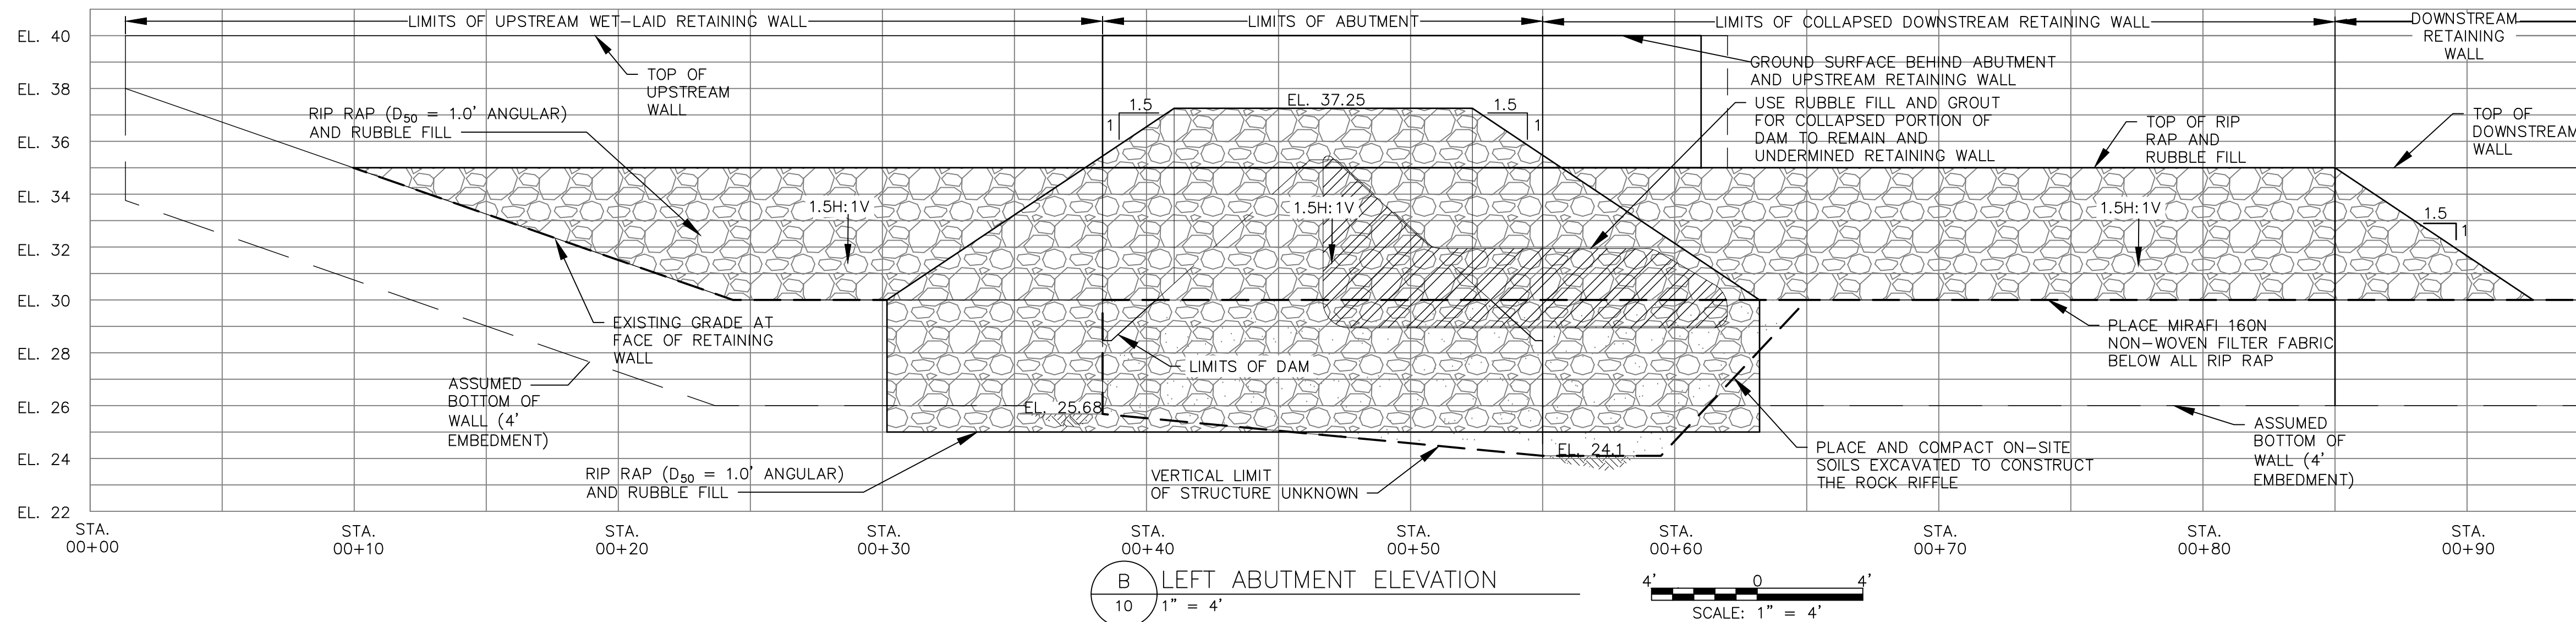 LIMITS OF UPSTREAM WET-LAID RETAINING WALL
LIMITS OF ABUTMENT
LIMITS OF COLLAPSED DOWNSTREAM RETAINING WALL
DOWNSTREAM
RETAINING
WALL
EL. 40
EL. 38
EL. 36
EL. 34
EL. 32
EL. 30
EL. 28
EL. 26
EL. 24
EL. 22
TOP OF
UPSTREAM
WALL
RIP RAP (D50 = 1.0' ANGULAR)
AND RUBBLE FILL
1.5
1
EL. 37.25
1.5
1
GROUND SURFACE BEHIND ABUTMENT
AND UPSTREAM RETAINING WALL
USE RUBBLE FILL AND GROUT
FOR COLLAPSED PORTION OF
DAM TO REMAIN AND
UNDERMINED RETAINING WALL
TOP OF RIP
RAP AND
RUBBLE FILL
TOP OF
DOWNSTREAM
WALL
1.5H:1V
1.5H:1V
1.5H:1V
1.5
1
EXISTING GRADE AT
FACE OF RETAINING
WALL
LIMITS OF DAM
PLACE MIRAFI 160N
NON-WOVEN FILTER FABRIC
BELOW ALL RIP RAP
ASSUMED
BOTTOM OF
WALL (4'
EMBEDMENT)
EL. 25.68
EL. 24.1
RIP RAP (D50 = 1.0' ANGULAR)
AND RUBBLE FILL
VERTICAL LIMIT
OF STRUCTURE UNKNOWN
PLACE AND COMPACT ON-SITE
SOILS EXCAVATED TO CONSTRUCT
THE ROCK RIFFLE
ASSUMED
BOTTOM OF
WALL (4'
EMBEDMENT)
STA.
00+00
STA.
00+10
STA.
00+20
STA.
00+30
STA.
00+40
STA.
00+50
STA.
00+60
STA.
00+70
STA.
00+80
STA.
00+90
B
10
LEFT ABUTMENT ELEVATION
1" = 4'
4' 0 4'
SCALE: 1" = 4'